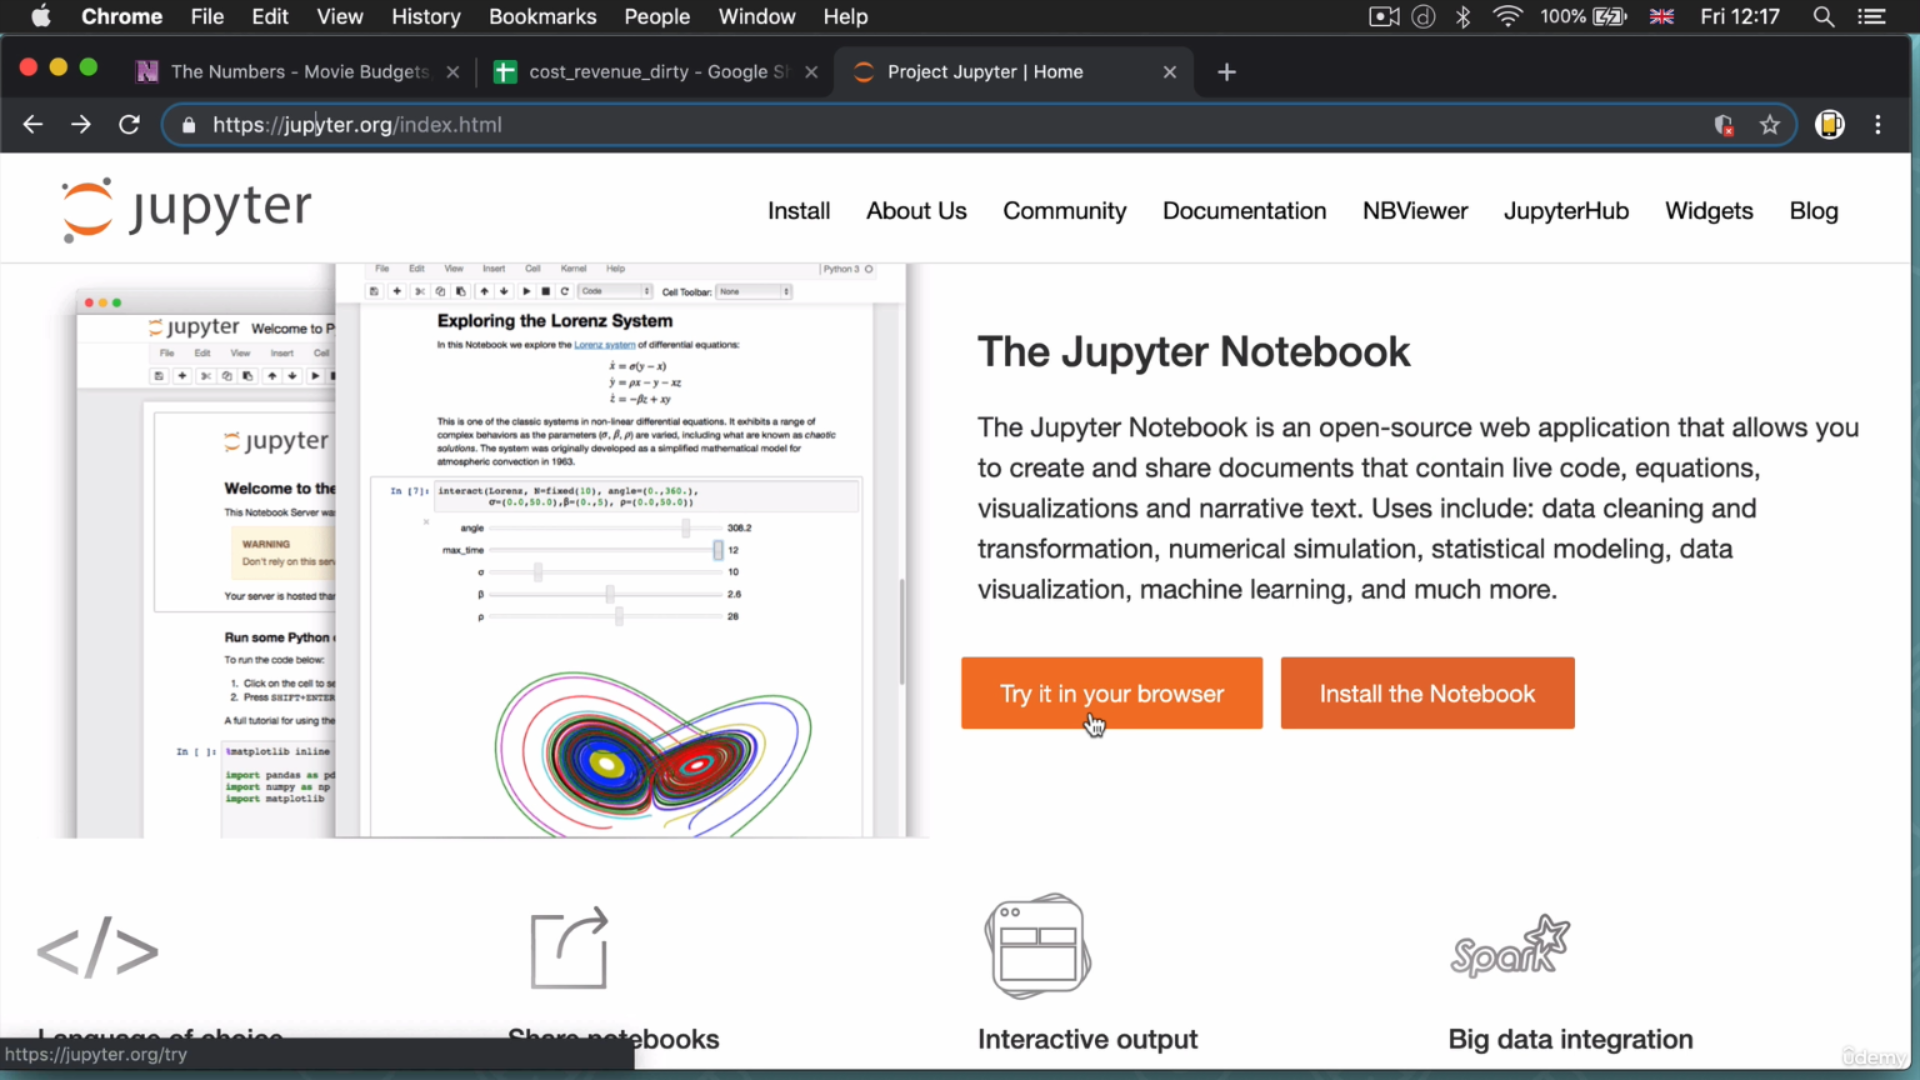 Chrome File Edit View History Bookmarks People Window Help 100% Fri 12:17
The Numbers - Movie Budgets, cost_revenue_dirty - Google Sh Project Jupyter | Home
https://jupyter.org/index.html
jupyter Install About Us Community Documentation NBViewer JupyterHub Widgets Blog
File Edit View Insert Cell Kernel Help Python 3
Code Cell Toolbar: None
Exploring the Lorenz System
In this Notebook we explore the Lorenz system of differential equations:
ẋ = σ(y − x)
ẏ = ρx − y − xz
ż = −βz + xy
This is one of the classic systems in non-linear differential equations. It exhibits a range of
complex behaviors as the parameters (σ, β, ρ) are varied, including what are known as chaotic
solutions. The system was originally developed as a simplified mathematical model for
atmospheric convection in 1963.
In [7]: interact(Lorenz, N=fixed(10), angle=(0.,360.),
σ=(0.0,50.0),β=(0.,5), ρ=(0.0,50.0))
angle 308.2
max_time 12
σ 10
β 2.6
ρ 28
jupyter Welcome to P
File Edit View Insert Cell
jupyter
Welcome to the
This Notebook Server was
WARNING
Don't rely on this serv
Your server is hosted than
Run some Python
To run the code below:
1. Click on the cell to se
2. Press SHIFT+ENTER
A full tutorial for using the
In [ ]: %matplotlib inline
import pandas as pd
import numpy as np
import matplotlib
The Jupyter Notebook
The Jupyter Notebook is an open-source web application that allows you
to create and share documents that contain live code, equations,
visualizations and narrative text. Uses include: data cleaning and
transformation, numerical simulation, statistical modeling, data
visualization, machine learning, and much more.
Try it in your browser Install the Notebook
</>
Spark
Language of choice Share notebooks Interactive output Big data integration
https://jupyter.org/try
ûdemy